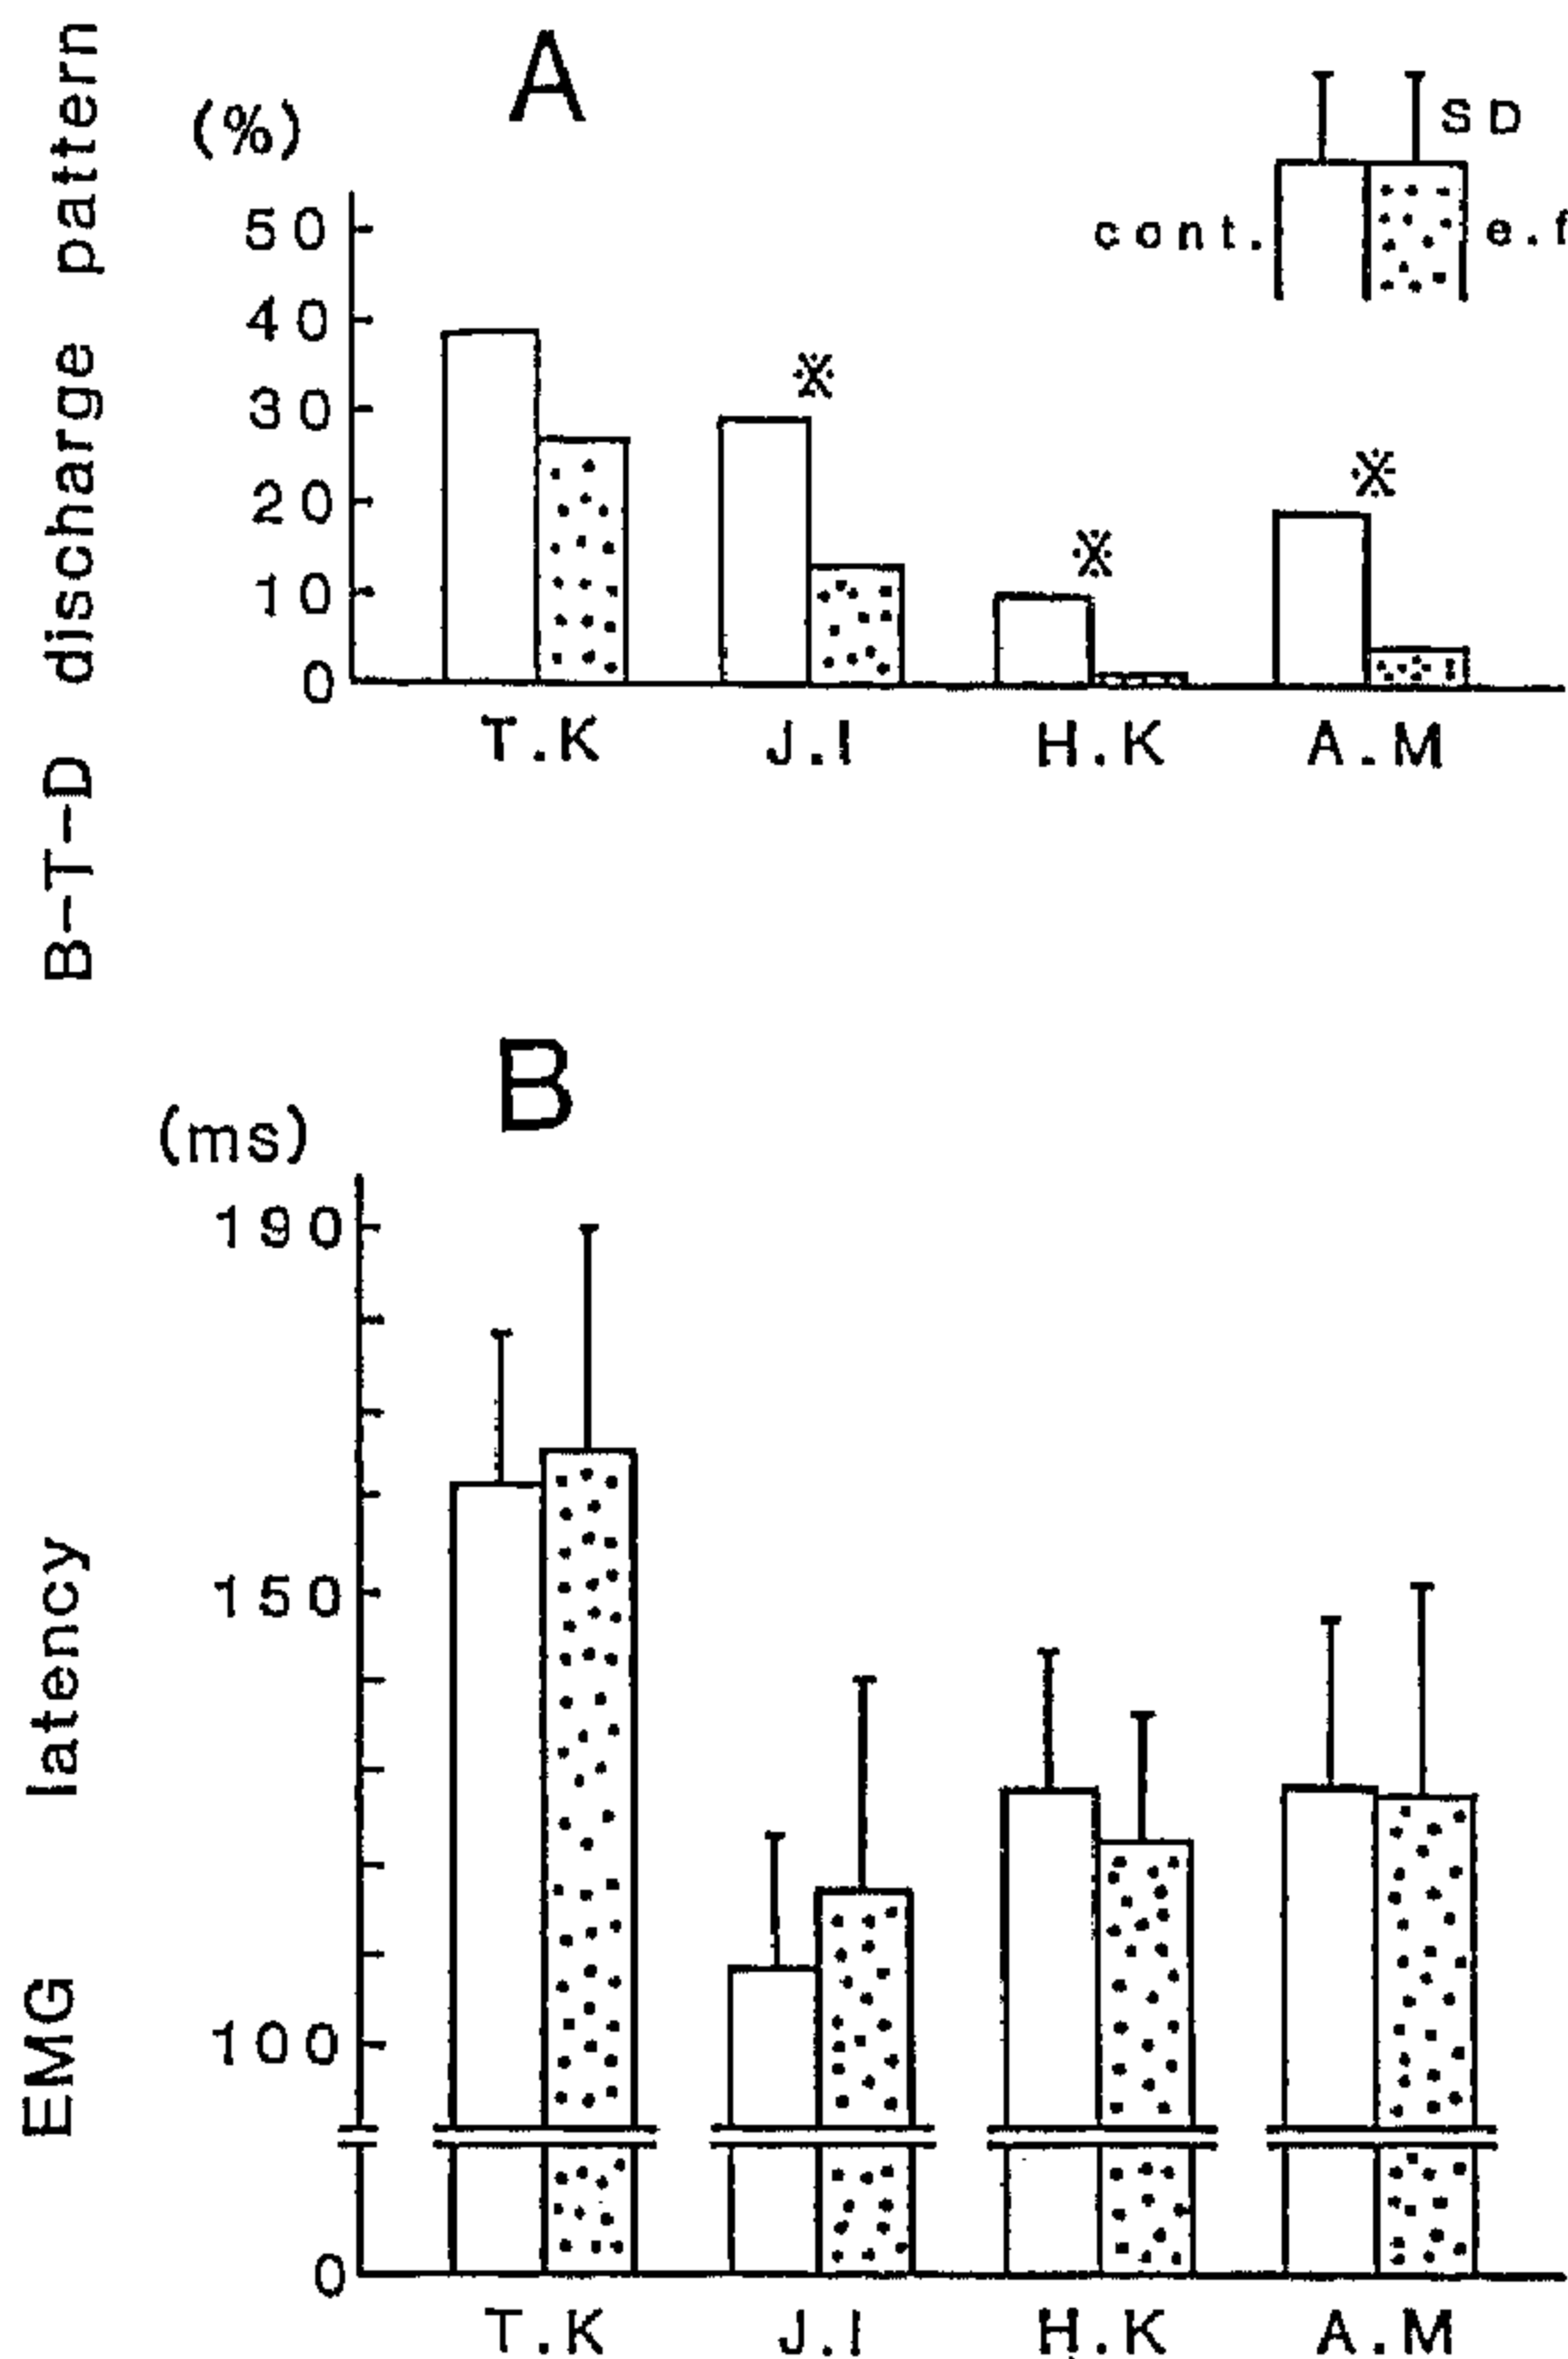 A
(%)
SD
cont.
e.f
50
40
30
20
10
0
※
※
※
T.K J.I H.K A.M
B-T-D discharge pattern
B
(ms)
190
150
100
0
T.K J.I H.K A.M
EMG latency